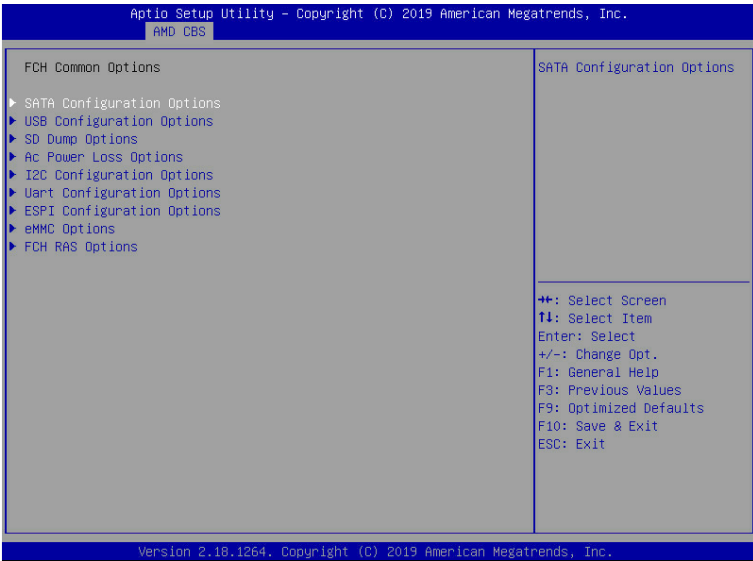 Aptio Setup Utility – Copyright (C) 2019 American Megatrends, Inc.
AMD CBS
FCH Common Options
SATA Configuration Options
USB Configuration Options
SD Dump Options
Ac Power Loss Options
I2C Configuration Options
Uart Configuration Options
ESPI Configuration Options
eMMC Options
FCH RAS Options
SATA Configuration Options
→←: Select Screen
↑↓: Select Item
Enter: Select
+/-: Change Opt.
F1: General Help
F3: Previous Values
F9: Optimized Defaults
F10: Save & Exit
ESC: Exit
Version 2.18.1264. Copyright (C) 2019 American Megatrends, Inc.